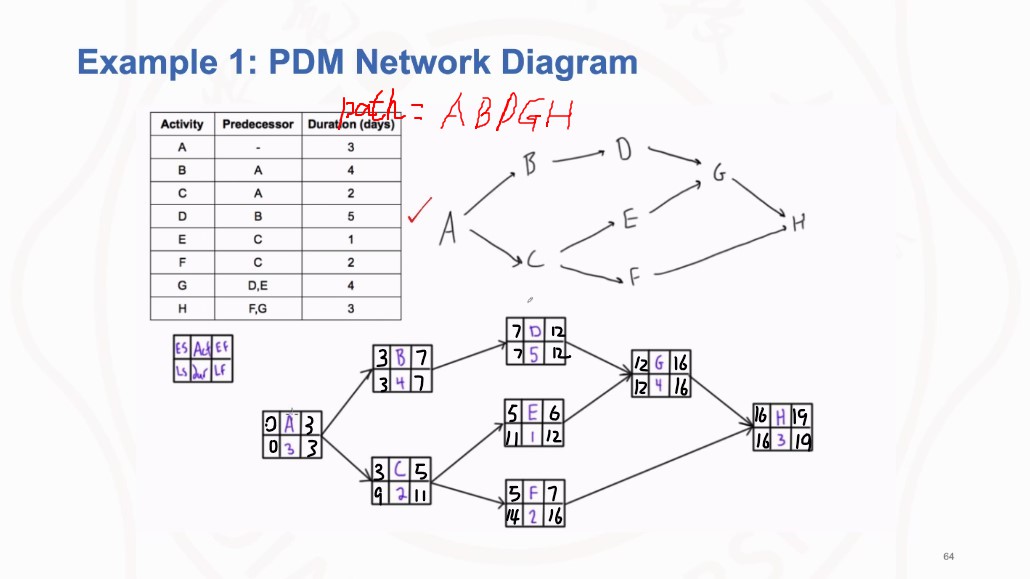 Example 1: PDM Network Diagram
path = ABDGH
Activity Predecessor Duration (days)
A - 3
B A 4
C A 2
D B 5
E C 1
F C 2
G D,E 4
H F,G 3
A
B
C
D
E
F
G
H
ES Act EF
LS Dur LF
0 A 3
0 3 3
3 B 7
3 4 7
3 C 5
9 2 11
7 D 12
7 5 12
5 E 6
11 1 12
5 F 7
14 2 16
12 G 16
12 4 16
16 H 19
16 3 19
64